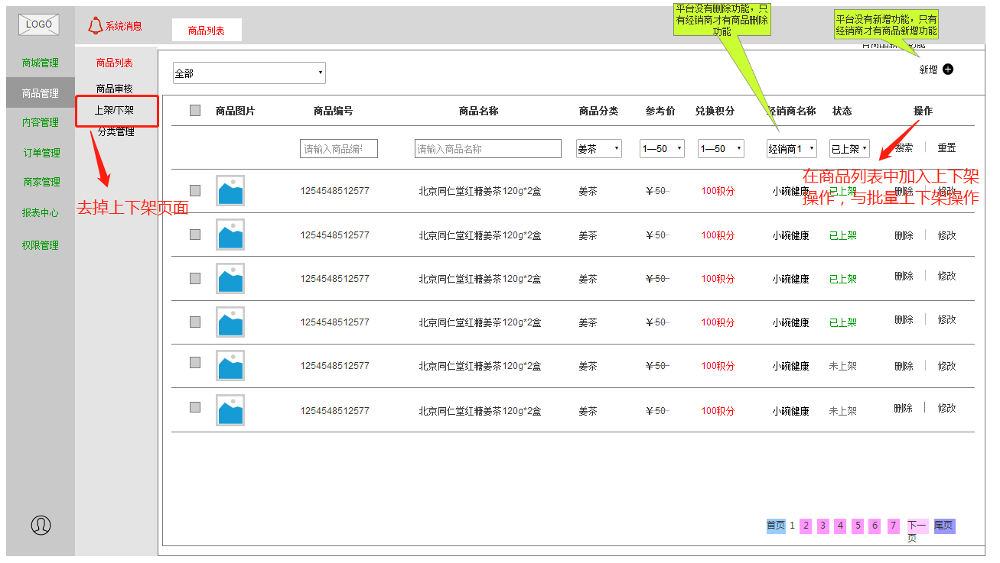 LOGO
系统消息
商品列表
平台没有删除功能，只
有经销商才有商品删除
功能
平台没有新增功能，只有
经销商才有商品新增功能
商城管理
商品管理
内容管理
订单管理
商家管理
报表中心
权限管理
商品列表
商品审核
上架/下架
分类管理
去掉上下架页面
全部
新增
商品图片 商品编号 商品名称 商品分类 参考价 兑换积分 经销商名称 状态 操作
请输入商品编 请输入商品名称 姜茶 1—50 1—50 经销商1 已上架 搜索 重置
在商品列表中加入上下架
操作，与批量上下架操作
1254548512577 北京同仁堂红糖姜茶120g*2盒 姜茶 ￥50 100积分 小碗健康 已上架 删除 修改
1254548512577 北京同仁堂红糖姜茶120g*2盒 姜茶 ￥50 100积分 小碗健康 已上架 删除 修改
1254548512577 北京同仁堂红糖姜茶120g*2盒 姜茶 ￥50 100积分 小碗健康 已上架 删除 修改
1254548512577 北京同仁堂红糖姜茶120g*2盒 姜茶 ￥50 100积分 小碗健康 已上架 删除 修改
1254548512577 北京同仁堂红糖姜茶120g*2盒 姜茶 ￥50 100积分 小碗健康 未上架 删除 修改
1254548512577 北京同仁堂红糖姜茶120g*2盒 姜茶 ￥50 100积分 小碗健康 未上架 删除 修改
首页 1 2 3 4 5 6 7 下一 尾页
页